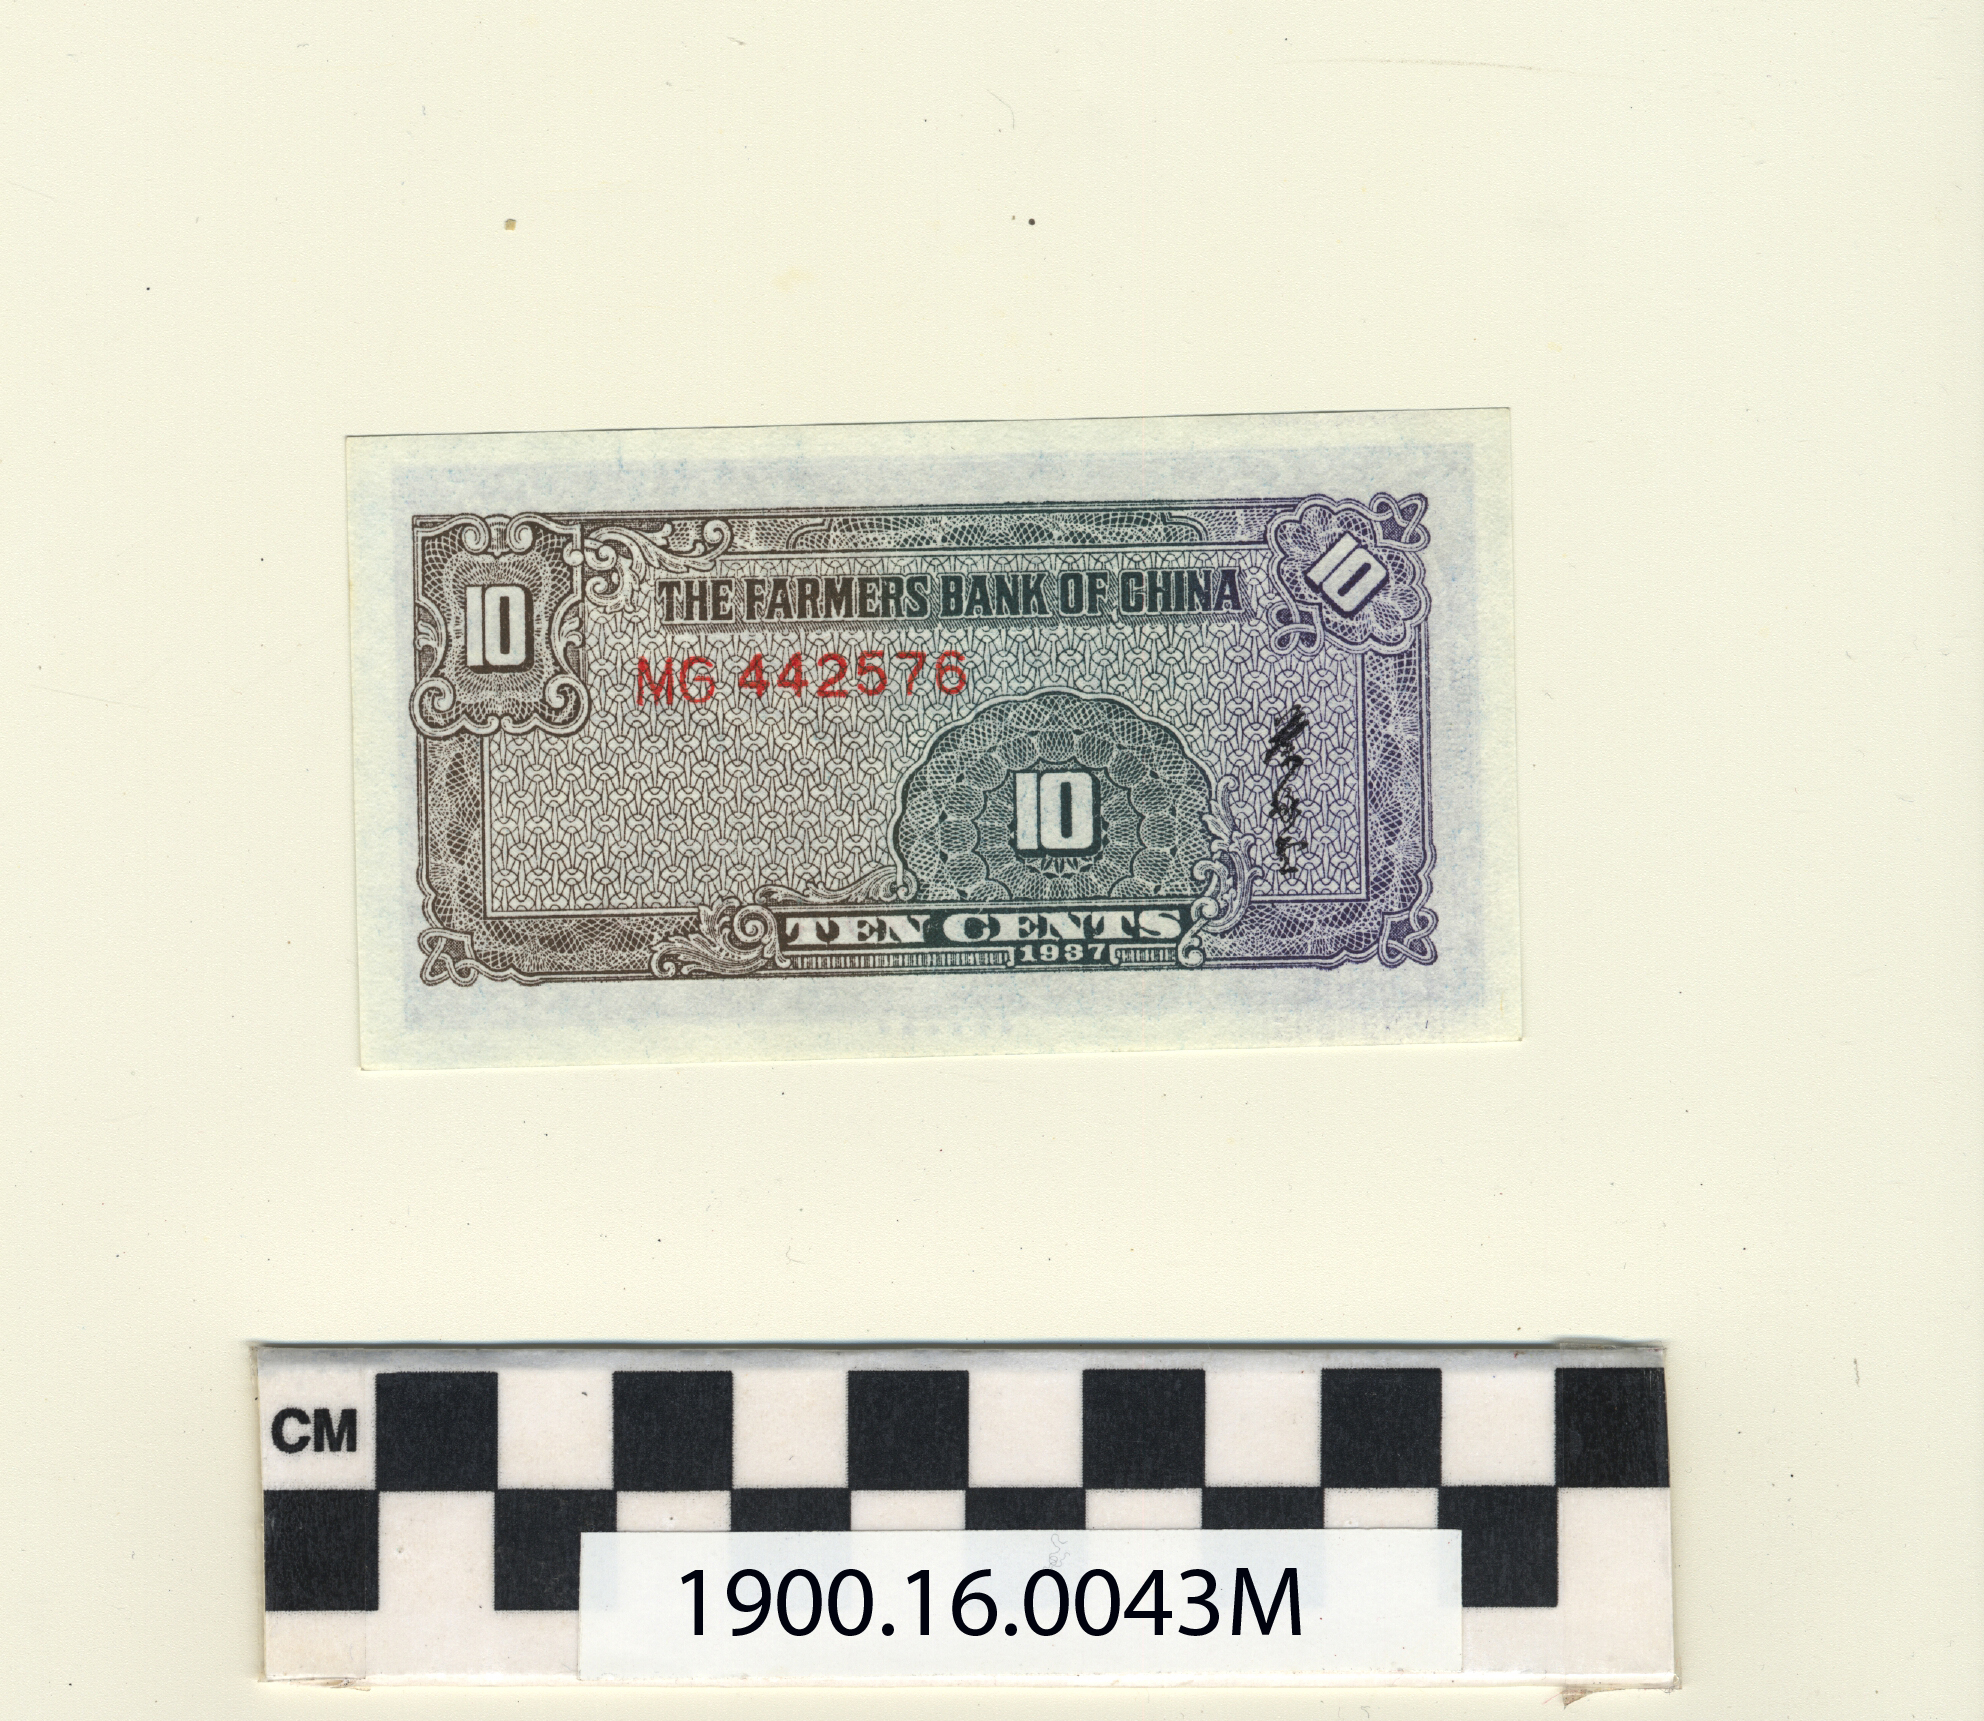 10
10
THE FARMERS BANK OF CHINA
MG 442576
10
TEN CENTS
1937
CM
1900.16.0043M